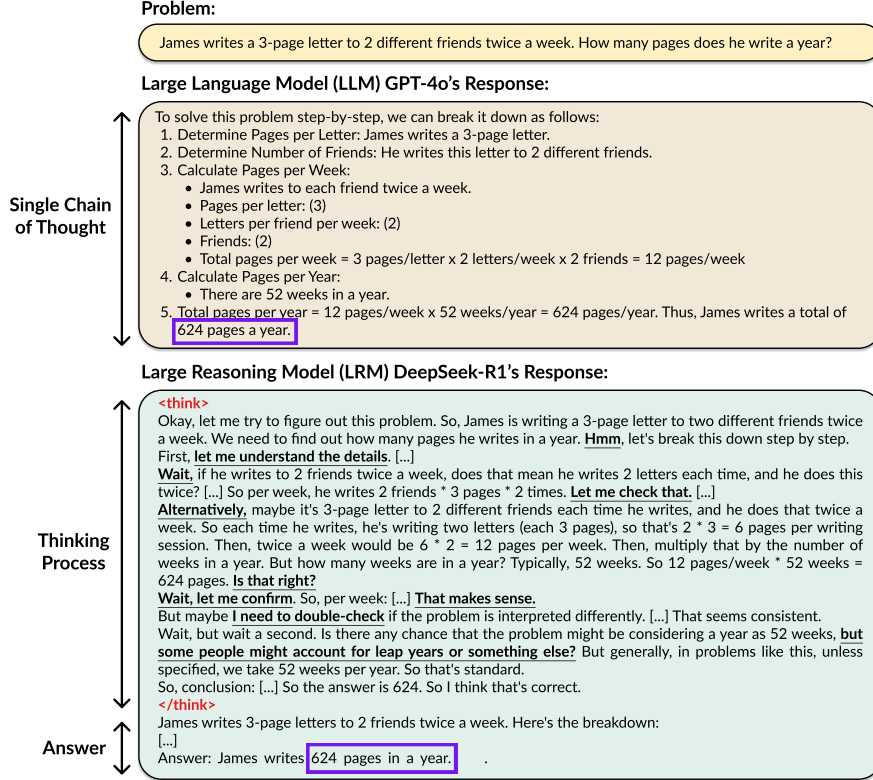 Problem:
James writes a 3-page letter to 2 different friends twice a week. How many pages does he write a year?
Large Language Model (LLM) GPT-4o's Response:
Single Chain
of Thought
To solve this problem step-by-step, we can break it down as follows:
1. Determine Pages per Letter: James writes a 3-page letter.
2. Determine Number of Friends: He writes this letter to 2 different friends.
3. Calculate Pages per Week:
• James writes to each friend twice a week.
• Pages per letter: (3)
• Letters per friend per week: (2)
• Friends: (2)
• Total pages per week = 3 pages/letter x 2 letters/week x 2 friends = 12 pages/week
4. Calculate Pages per Year:
• There are 52 weeks in a year.
5. Total pages per year = 12 pages/week x 52 weeks/year = 624 pages/year. Thus, James writes a total of
624 pages a year.
Large Reasoning Model (LRM) DeepSeek-R1's Response:
Thinking
Process
<think>
Okay, let me try to figure out this problem. So, James is writing a 3-page letter to two different friends twice
a week. We need to find out how many pages he writes in a year. Hmm, let's break this down step by step.
First, let me understand the details. [...]
Wait, if he writes to 2 friends twice a week, does that mean he writes 2 letters each time, and he does this
twice? [...] So per week, he writes 2 friends * 3 pages * 2 times. Let me check that. [...]
Alternatively, maybe it's 3-page letter to 2 different friends each time he writes, and he does that twice a
week. So each time he writes, he's writing two letters (each 3 pages), so that's 2 * 3 = 6 pages per writing
session. Then, twice a week would be 6 * 2 = 12 pages per week. Then, multiply that by the number of
weeks in a year. But how many weeks are in a year? Typically, 52 weeks. So 12 pages/week * 52 weeks =
624 pages. Is that right?
Wait, let me confirm. So, per week: [...] That makes sense.
But maybe I need to double-check if the problem is interpreted differently. [...] That seems consistent.
Wait, but wait a second. Is there any chance that the problem might be considering a year as 52 weeks, but
some people might account for leap years or something else? But generally, in problems like this, unless
specified, we take 52 weeks per year. So that's standard.
So, conclusion: [...] So the answer is 624. So I think that's correct.
</think>
Answer
James writes 3-page letters to 2 friends twice a week. Here's the breakdown:
[...]
Answer: James writes 624 pages in a year. .